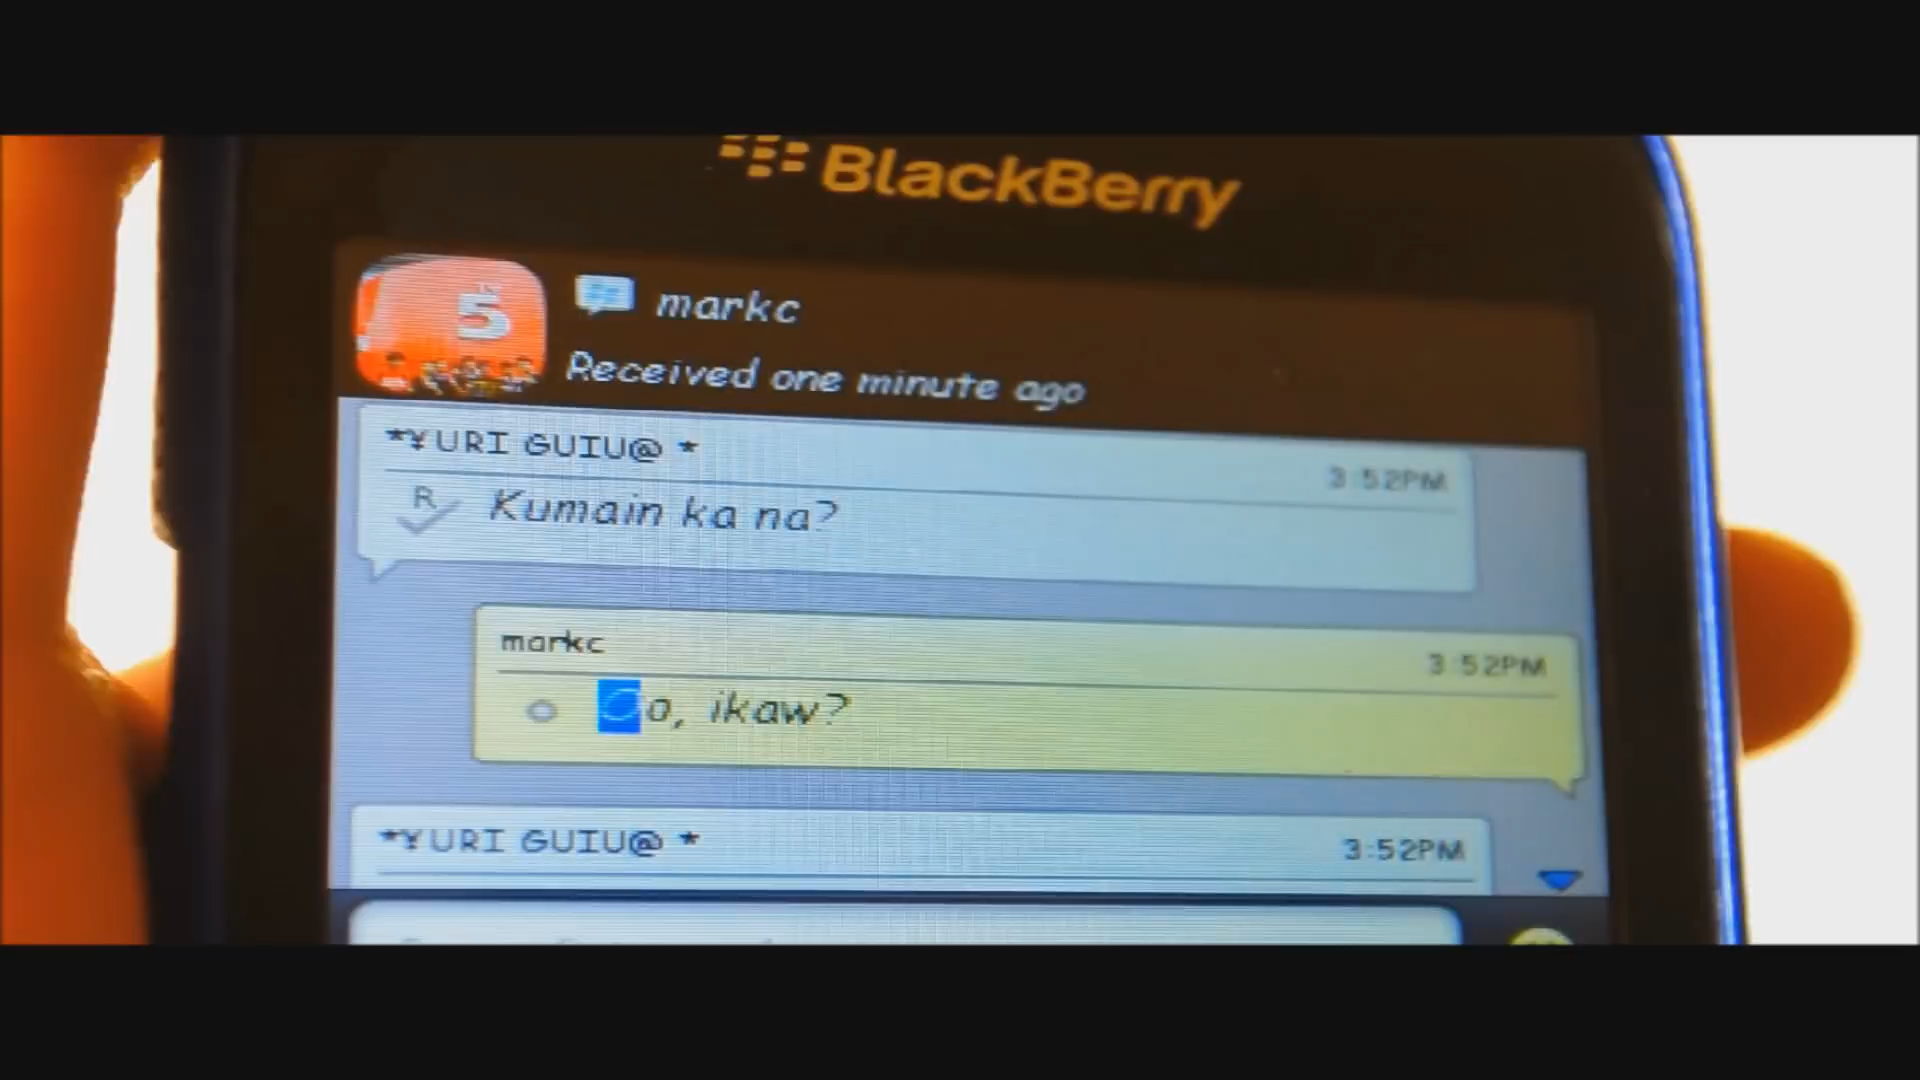 BlackBerry
5
markc
Received one minute ago
*¥URI GUIU@ *
3:52PM
R
Kumain ka na?
markc
3:52PM
Oo, ikaw?
*¥URI GUIU@ *
3:52PM